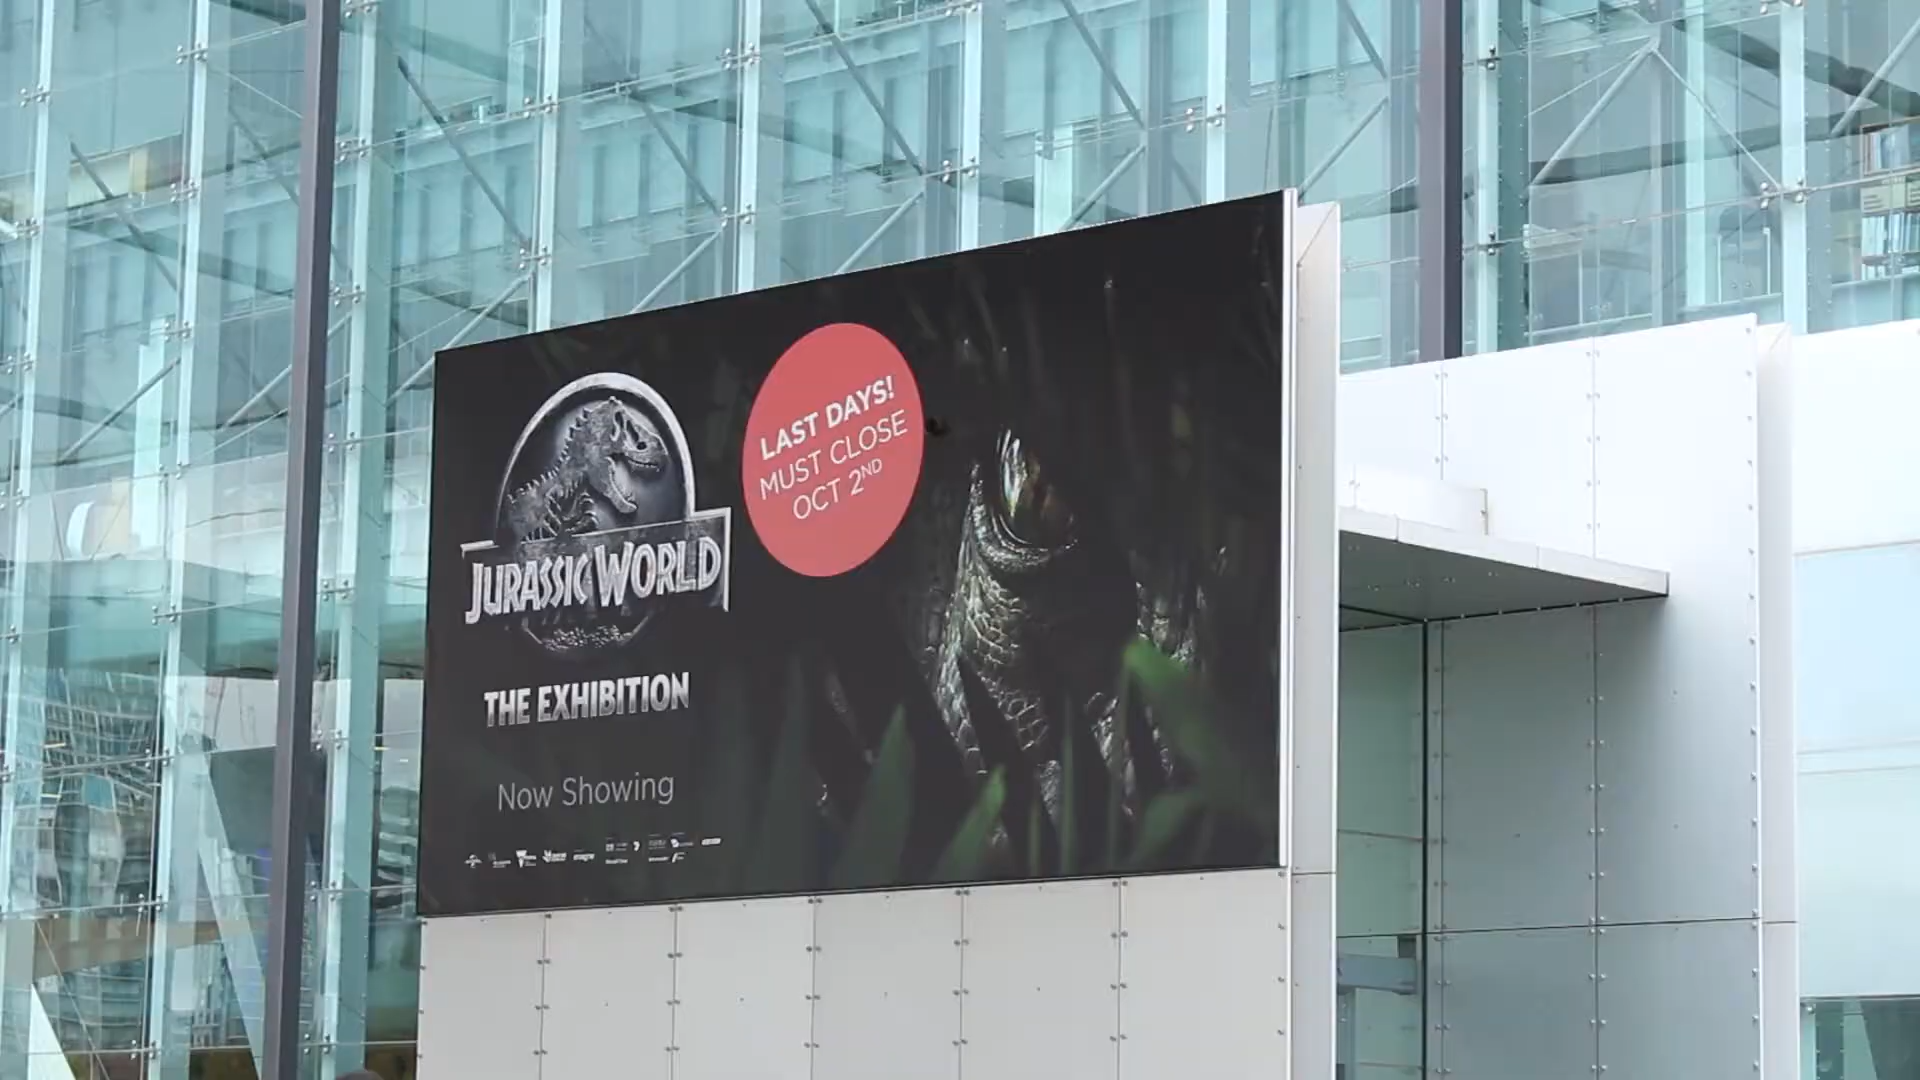 JURASSIC WORLD
THE EXHIBITION
Now Showing
LAST DAYS!
MUST CLOSE
OCT 2ND